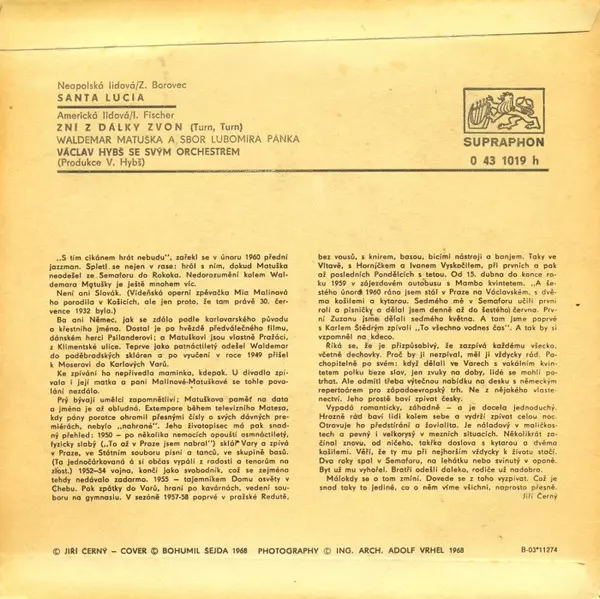 Neapolská lidová/Z. Borovec
SANTA LUCIA
Americká lidová/I. Fischer
ZNÍ Z DÁLKY ZVON (Turn, Turn)
WALDEMAR MATUŠKA A SBOR LUBOMÍRA PÁNKA
VÁCLAV HYBŠ SE SVÝM ORCHESTREM
(Produkce V. Hybš)
SUPRAPHON
0 43 1019 h
„S tím cikánem hrát nebudu", zařekl se v únoru 1960 přední
jazzman. Spletl se nejen v rase: hrál s ním, dokud Matuška
neodešel ze Semaforu do Rokoka. Nedorozumění kolem Wal-
demara Matušky je ještě mnohem víc.
Není ani Slovák. (Vídeňská operní zpěvačka Mia Malinová
ho porodila v Košicích, ale jen proto, že tam právě 30. čer-
vence 1932 byla.)
Ba ani Němec, jak se zdálo podle karlovarského původu
a křestního jména. Dostal je po hvězdě předválečného filmu,
dánském herci Psilanderovi; a Matuškovi jsou vlastně Pražáci,
z Klimentské ulice. Teprve jako patnáctiletý odešel Waldemar
do poděbradských skláren a po vyučení v roce 1949 přišel
k Moserovi do Karlových Varů.
Ke zpívání ho nepřivedla maminka, kdepak. U divadla zpí-
vala i její matka a paní Malinové-Matuškové se tohle povo-
lání nezdálo.
Prý bývají umělci zapomnětliví; Matuškova paměť na data
a jména je až obludná. Extempore během televizního Matesa,
kdy pány porotce ohromil přesnými čísly o svých dávných pre-
miérách, nebylo „nahrané". Jeho životopisec má pak snad-
ný přehled: 1950 – po několika nemocích opouští osmnáctiletý,
fyzicky slabý („To až v Praze jsem nabral") sklář Vary a zpívá
v Praze, ve Státním souboru písní a tanců, ve skupině basů.
(Ta jednočárkovaná á si občas vypálí z radosti a tenorům na
zlost.) 1952–54 vojna, končí jako svobodník, což se zejména
tehdy nedávalo zadarmo. 1955 – tajemníkem Domu osvěty v
Chebu. Pak zpátky do Varů, hraní po kavárnách, vedení sou-
boru na gymnasiu. V sezóně 1957-58 poprvé v pražské Redutě,
bez vousů, s knírem, basou, bicími nástroji a banjem. Taky ve
Vltavě, s Horníčkem a Ivanem Vyskočilem, při prvních a pak
až posledních Pondělcích s tetou. Od 15. dubna do konce ro-
ku 1959 v zájezdovém autobusu s Mambo kvintetem. „A še-
stého února 1960 ráno jsem stál v Praze na Václavském, s dvě-
ma košilemi a kytarou. Sedmého mě v Semaforu učili první
roli a písničky a dělal jsem denně až do šestého června. Prv-
ní Zuzanu jsme dělali sedmého května. A tam jsme poprvé
s Karlem Štědrým zpívali „To všechno vodnes čas". A tak by si
vzpomněl na kdeco.
Říká se, že je přizpůsobivý, že zazpívá každému všecko,
včetně dechovky. Proč by ji nezpíval, měl ji vždycky rád. Po-
chopitelně po svém: když dělali ve Varech s vokálním kvin-
tetem polku beze slov, jen zvuky na doby, lidé se mohli po-
trhat. Ale odmítl třeba výtečnou nabídku na desku s německým
repertoárem pro západoevropský trh. Ne z nějakého vlaste-
nectví. Jeho prostě baví zpívat česky.
Vypadá romanticky, záhadně – a je docela jednoduchý.
Hrozně rád baví lidi kolem sebe a vydrží zpívat celou noc.
Otravuje ho předstírání a žovialita. Je náladový v maličkos-
tech a pevný i velkorysý v mezních situacích. Několikrát za-
čínal znovu, od ničeho, takřka doslova s kytarou a dvěma
košilemi. Věří, že ty mu při nejhorším vždycky k životu stačí.
Dva roky spal v Semaforu, na lehátku nebo svinutý v oponě.
Byt už mu vyhořel. Bratři odešli daleko, rodiče už nadobro.
Málokdy se o tom zmíní. Dovede se z toho vyzpívat. Což je
snad taky to jediné, co o něm víme všichni, naprosto přesně.
Jiří Černý
© JIŘÍ ČERNÝ – COVER © BOHUMIL ŠEJDA 1968 PHOTOGRAPHY © ING. ARCH. ADOLF VRHEL 1968
B-03*11274